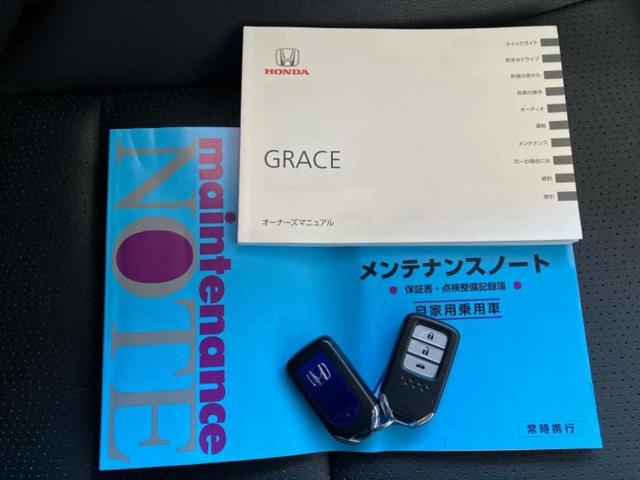 HONDA
GRACE
オーナーズマニュアル
クイックガイド
安全なドライブ
計器の見かた
各部の操作
オーディオ
運転
メンテナンス
万一の場合には
資料
索引
maintenance
NOTE
メンテナンスノート
● 保証書・点検整備記録簿 ●
自家用乗用車
常時携行